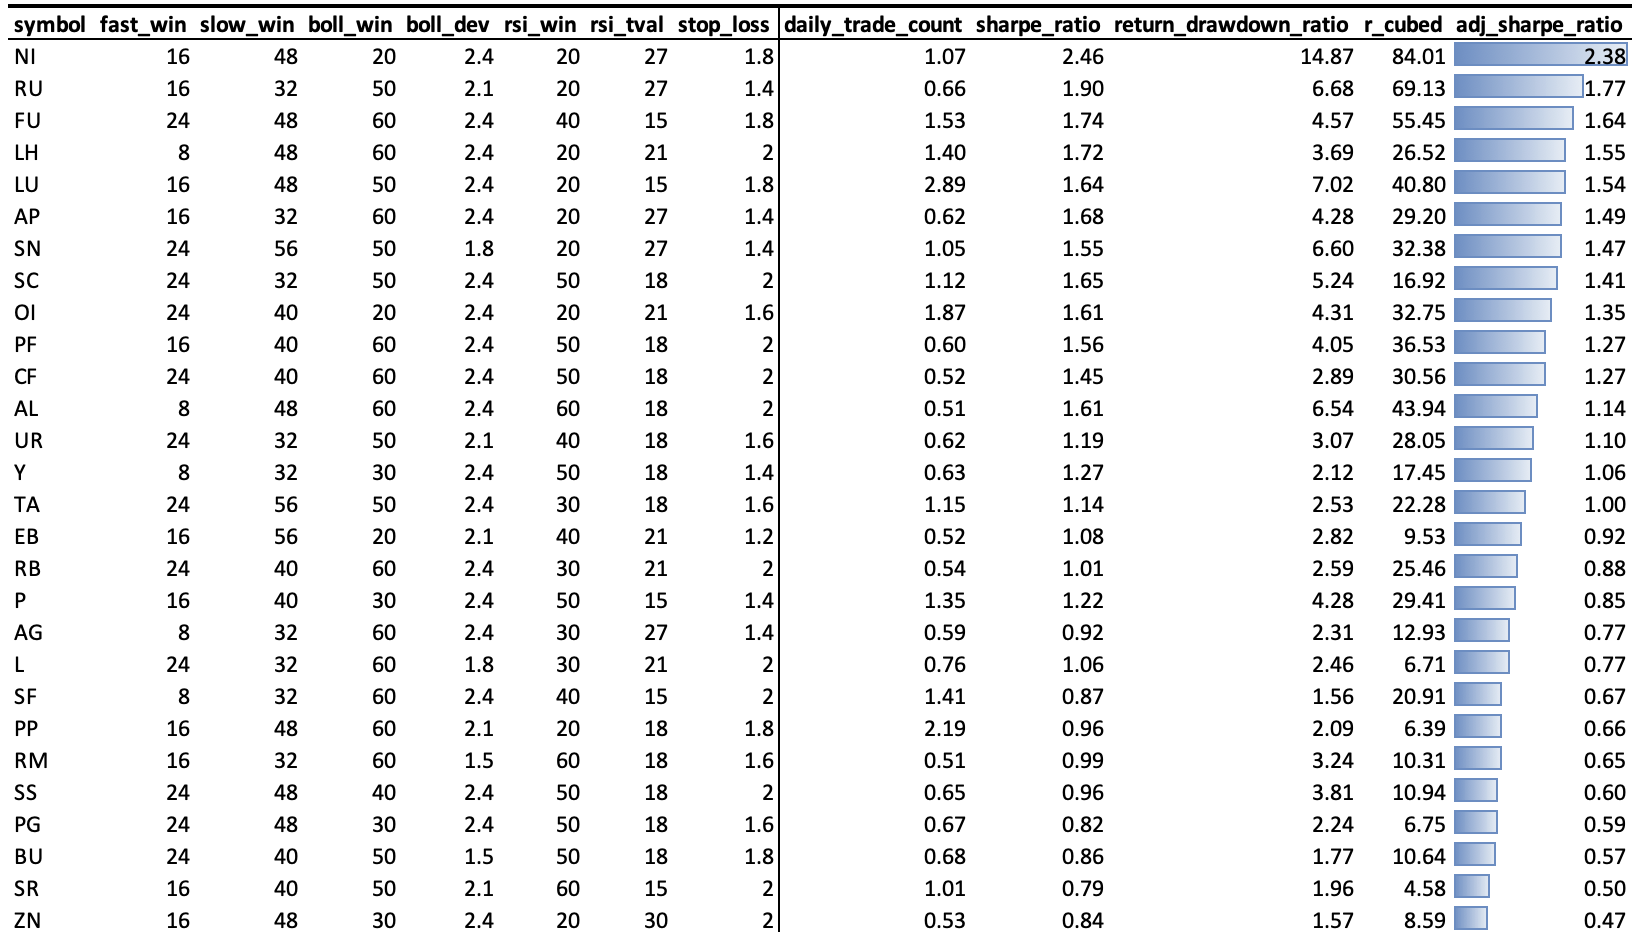 symbol fast_win slow_win boll_win boll_dev rsi_win rsi_tval stop_loss daily_trade_count sharpe_ratio return_drawdown_ratio r_cubed adj_sharpe_ratio
NI 16 48 20 2.4 20 27 1.8 1.07 2.46 14.87 84.01 2.38
RU 16 32 50 2.1 20 27 1.4 0.66 1.90 6.68 69.13 1.77
FU 24 48 60 2.4 40 15 1.8 1.53 1.74 4.57 55.45 1.64
LH 8 48 60 2.4 20 21 2 1.40 1.72 3.69 26.52 1.55
LU 16 48 50 2.4 20 15 1.8 2.89 1.64 7.02 40.80 1.54
AP 16 32 60 2.4 20 27 1.4 0.62 1.68 4.28 29.20 1.49
SN 24 56 50 1.8 20 27 1.4 1.05 1.55 6.60 32.38 1.47
SC 24 32 50 2.4 50 18 2 1.12 1.65 5.24 16.92 1.41
OI 24 40 20 2.4 20 21 1.6 1.87 1.61 4.31 32.75 1.35
PF 16 40 60 2.4 50 18 2 0.60 1.56 4.05 36.53 1.27
CF 24 40 60 2.4 50 18 2 0.52 1.45 2.89 30.56 1.27
AL 8 48 60 2.4 60 18 2 0.51 1.61 6.54 43.94 1.14
UR 24 32 50 2.1 40 18 1.6 0.62 1.19 3.07 28.05 1.10
Y 8 32 30 2.4 50 18 1.4 0.63 1.27 2.12 17.45 1.06
TA 24 56 50 2.4 30 18 1.6 1.15 1.14 2.53 22.28 1.00
EB 16 56 20 2.1 40 21 1.2 0.52 1.08 2.82 9.53 0.92
RB 24 40 60 2.4 30 21 2 0.54 1.01 2.59 25.46 0.88
P 16 40 30 2.4 50 15 1.4 1.35 1.22 4.28 29.41 0.85
AG 8 32 60 2.4 30 27 1.4 0.59 0.92 2.31 12.93 0.77
L 24 32 60 1.8 30 21 2 0.76 1.06 2.46 6.71 0.77
SF 8 32 60 2.4 40 15 2 1.41 0.87 1.56 20.91 0.67
PP 16 48 60 2.1 20 18 1.8 2.19 0.96 2.09 6.39 0.66
RM 16 32 60 1.5 60 18 1.6 0.51 0.99 3.24 10.31 0.65
SS 24 48 40 2.4 50 18 2 0.65 0.96 3.81 10.94 0.60
PG 24 48 30 2.4 50 18 1.6 0.67 0.82 2.24 6.75 0.59
BU 24 40 50 1.5 50 18 1.8 0.68 0.86 1.77 10.64 0.57
SR 16 40 50 2.1 60 15 2 1.01 0.79 1.96 4.58 0.50
ZN 16 48 30 2.4 20 30 2 0.53 0.84 1.57 8.59 0.47